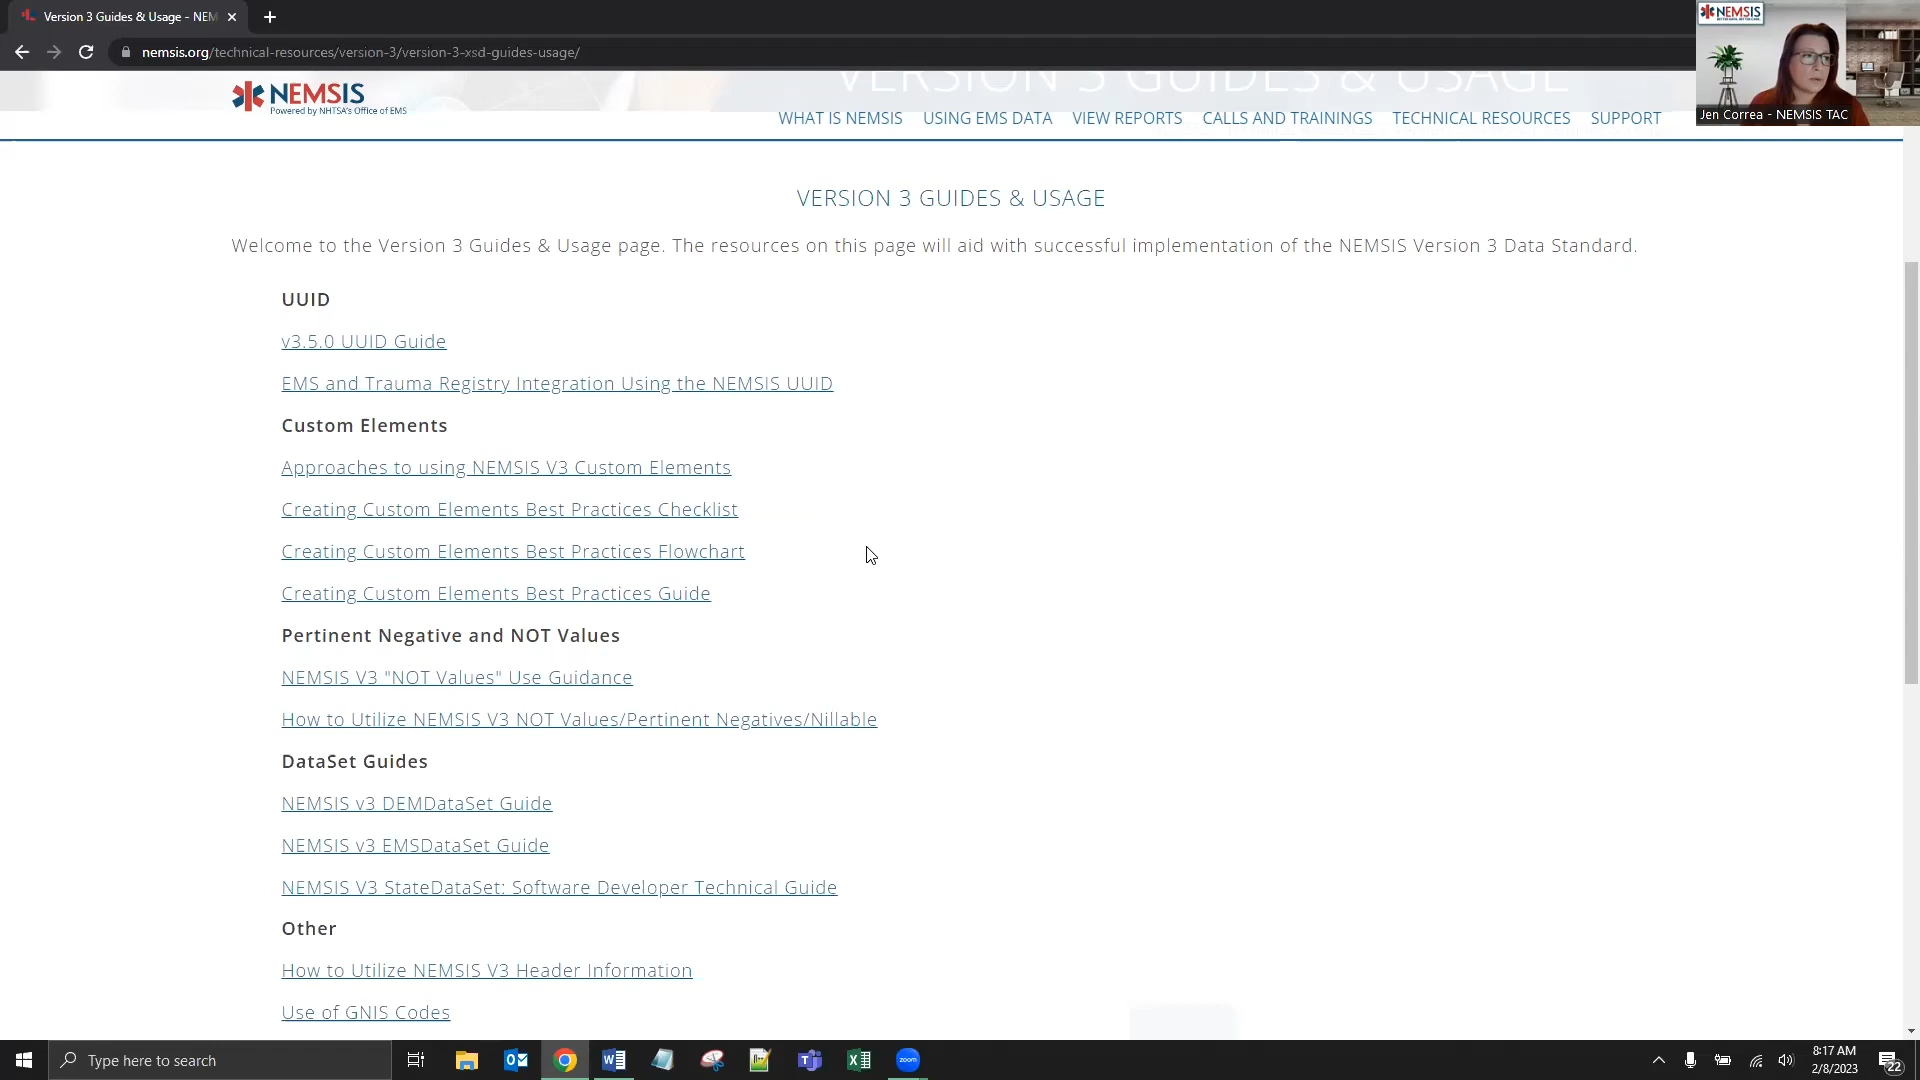 Version 3 Guides & Usage - NEM
nemsis.org/technical-resources/version-3/version-3-xsd-guides-usage/
NEMSIS
Jen Correa - NEMSIS TAC
VERSION 3 GUIDES & USAGE
NEMSIS
Powered by NHTSA's Office of EMS
WHAT IS NEMSIS USING EMS DATA VIEW REPORTS CALLS AND TRAININGS TECHNICAL RESOURCES SUPPORT
VERSION 3 GUIDES & USAGE
Welcome to the Version 3 Guides & Usage page. The resources on this page will aid with successful implementation of the NEMSIS Version 3 Data Standard.
UUID
v3.5.0 UUID Guide
EMS and Trauma Registry Integration Using the NEMSIS UUID
Custom Elements
Approaches to using NEMSIS V3 Custom Elements
Creating Custom Elements Best Practices Checklist
Creating Custom Elements Best Practices Flowchart
Creating Custom Elements Best Practices Guide
Pertinent Negative and NOT Values
NEMSIS V3 "NOT Values" Use Guidance
How to Utilize NEMSIS V3 NOT Values/Pertinent Negatives/Nillable
DataSet Guides
NEMSIS v3 DEMDataSet Guide
NEMSIS v3 EMSDataSet Guide
NEMSIS V3 StateDataSet: Software Developer Technical Guide
Other
How to Utilize NEMSIS V3 Header Information
Use of GNIS Codes
Type here to search
zoom
8:17 AM
2/8/2023
22